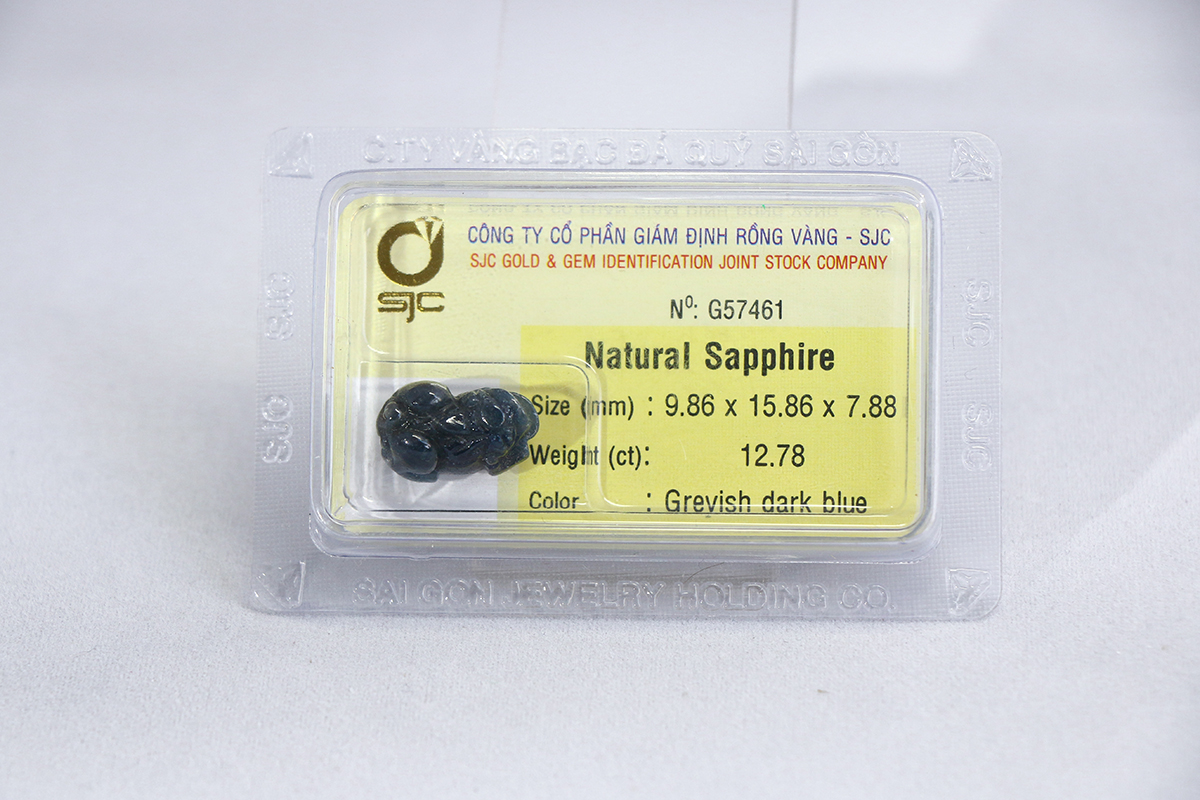 C.TY VÀNG BẠC ĐÁ QUÝ SÀI GÒN
SJC
CÔNG TY CỔ PHẦN GIÁM ĐỊNH RỒNG VÀNG - SJC
SJC GOLD & GEM IDENTIFICATION JOINT STOCK COMPANY
Nº: G57461
Natural Sapphire
Size (mm) : 9.86 x 15.86 x 7.88
Weight (ct): 12.78
Color : Greyish dark blue
SJC
SJC
SJC
SJC
SAI GON JEWELRY HOLDING CO.